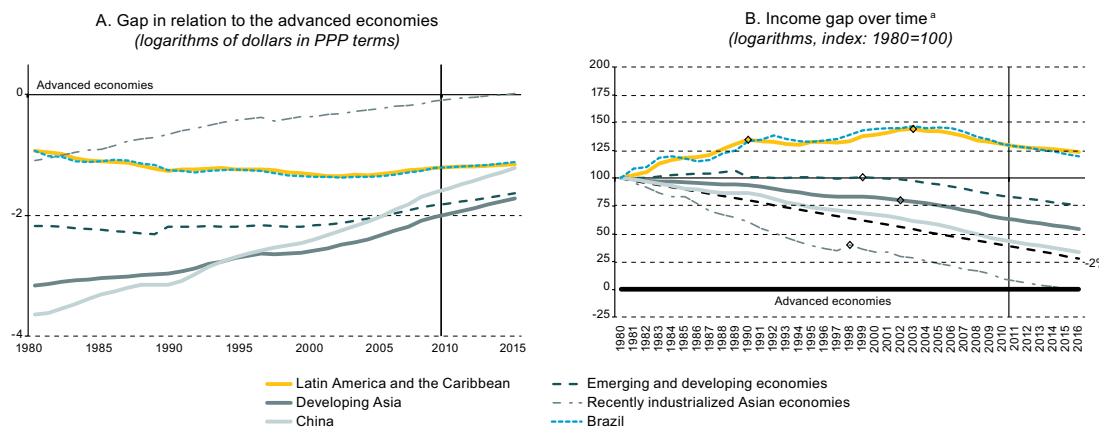 A. Gap in relation to the advanced economies
(logarithms of dollars in PPP terms)
Advanced economies
0
-2
-4
1980 1985 1990 1995 2000 2005 2010 2015
B. Income gap over time a
(logarithms, index: 1980=100)
200
175
150
125
100
75
50
25
0
-25
-2%
Advanced economies
1980 1981 1982 1983 1984 1985 1986 1987 1988 1989 1990 1991 1992 1993 1994 1995 1996 1997 1998 1999 2000 2001 2002 2003 2004 2005 2006 2007 2008 2009 2010 2011 2012 2013 2014 2015 2016
Latin America and the Caribbean
Developing Asia
China
Emerging and developing economies
Recently industrialized Asian economies
Brazil